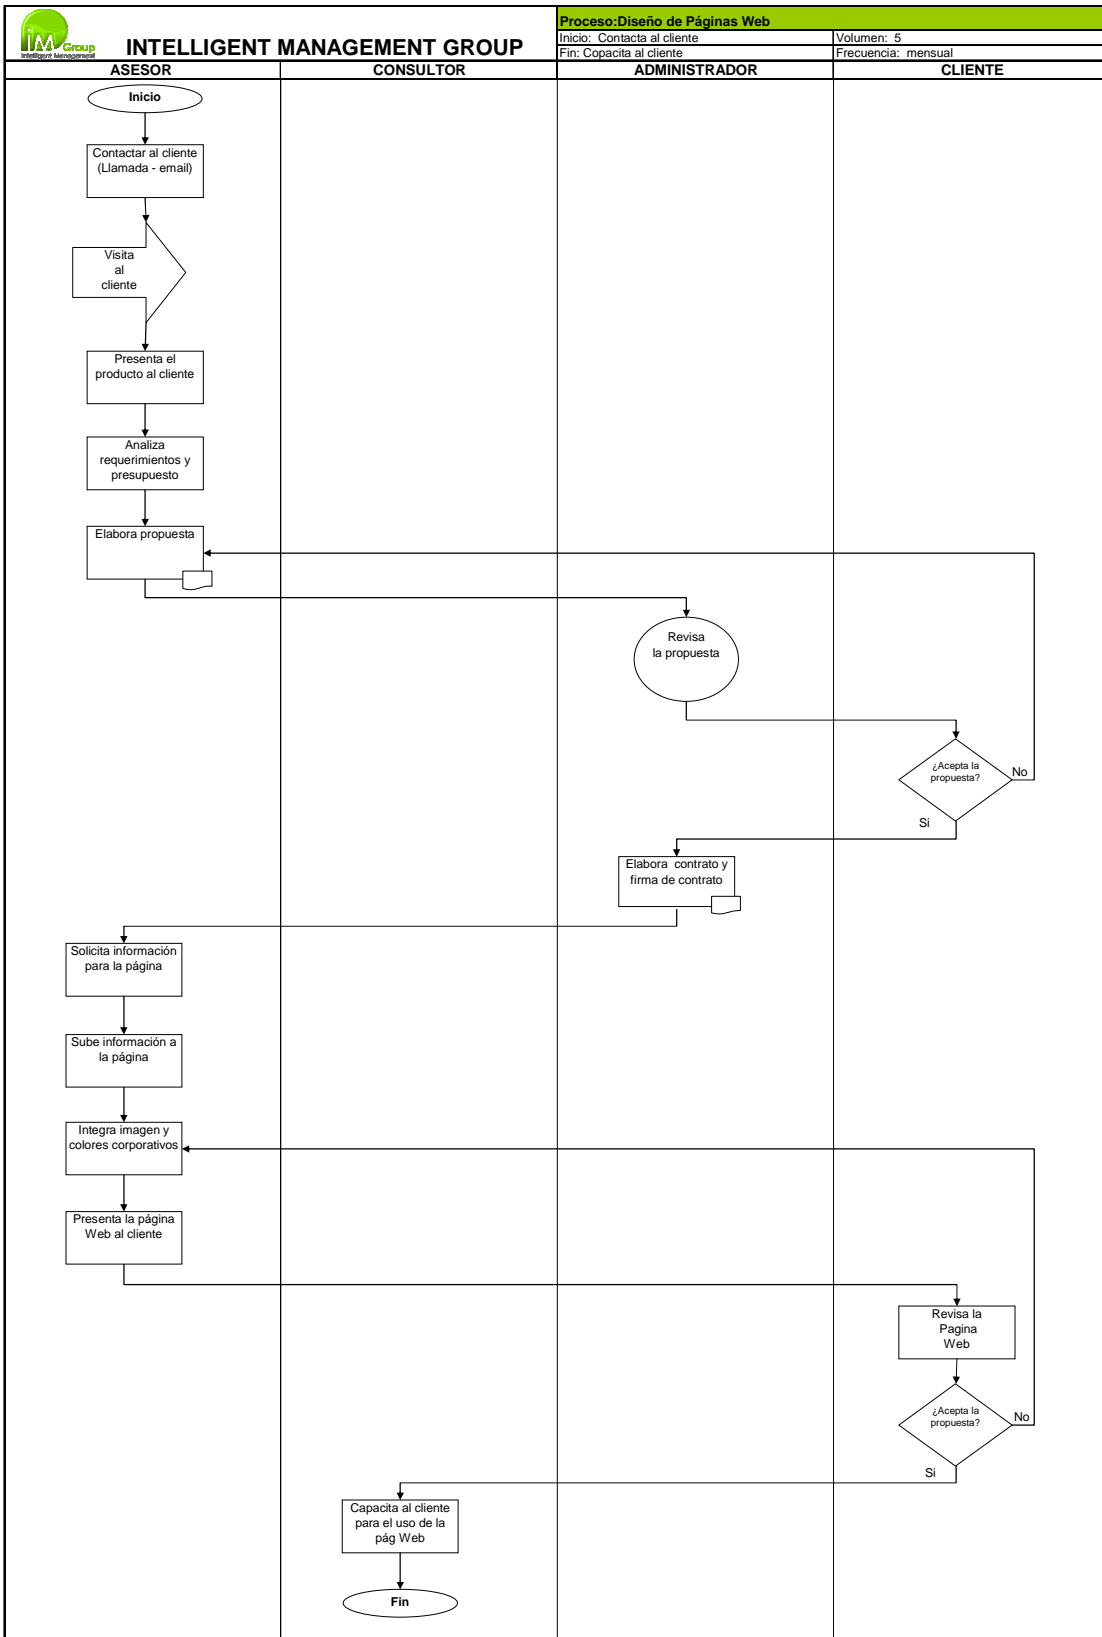 iM Group
Intelligent Management
INTELLIGENT MANAGEMENT GROUP
Proceso:Diseño de Páginas Web
Inicio: Contacta al cliente
Volumen: 5
Fin: Copacita al cliente
Frecuencia: mensual
ASESOR
CONSULTOR
ADMINISTRADOR
CLIENTE
Inicio
Contactar al cliente
(Llamada - email)
Visita
al
cliente
Presenta el
producto al cliente
Analiza
requerimientos y
presupuesto
Elabora propuesta
Revisa
la propuesta
¿Acepta la
propuesta?
No
Si
Elabora contrato y
firma de contrato
Solicita información
para la página
Sube información a
la página
Integra imagen y
colores corporativos
Presenta la página
Web al cliente
Revisa la
Pagina
Web
¿Acepta la
propuesta?
No
Si
Capacita al cliente
para el uso de la
pág Web
Fin